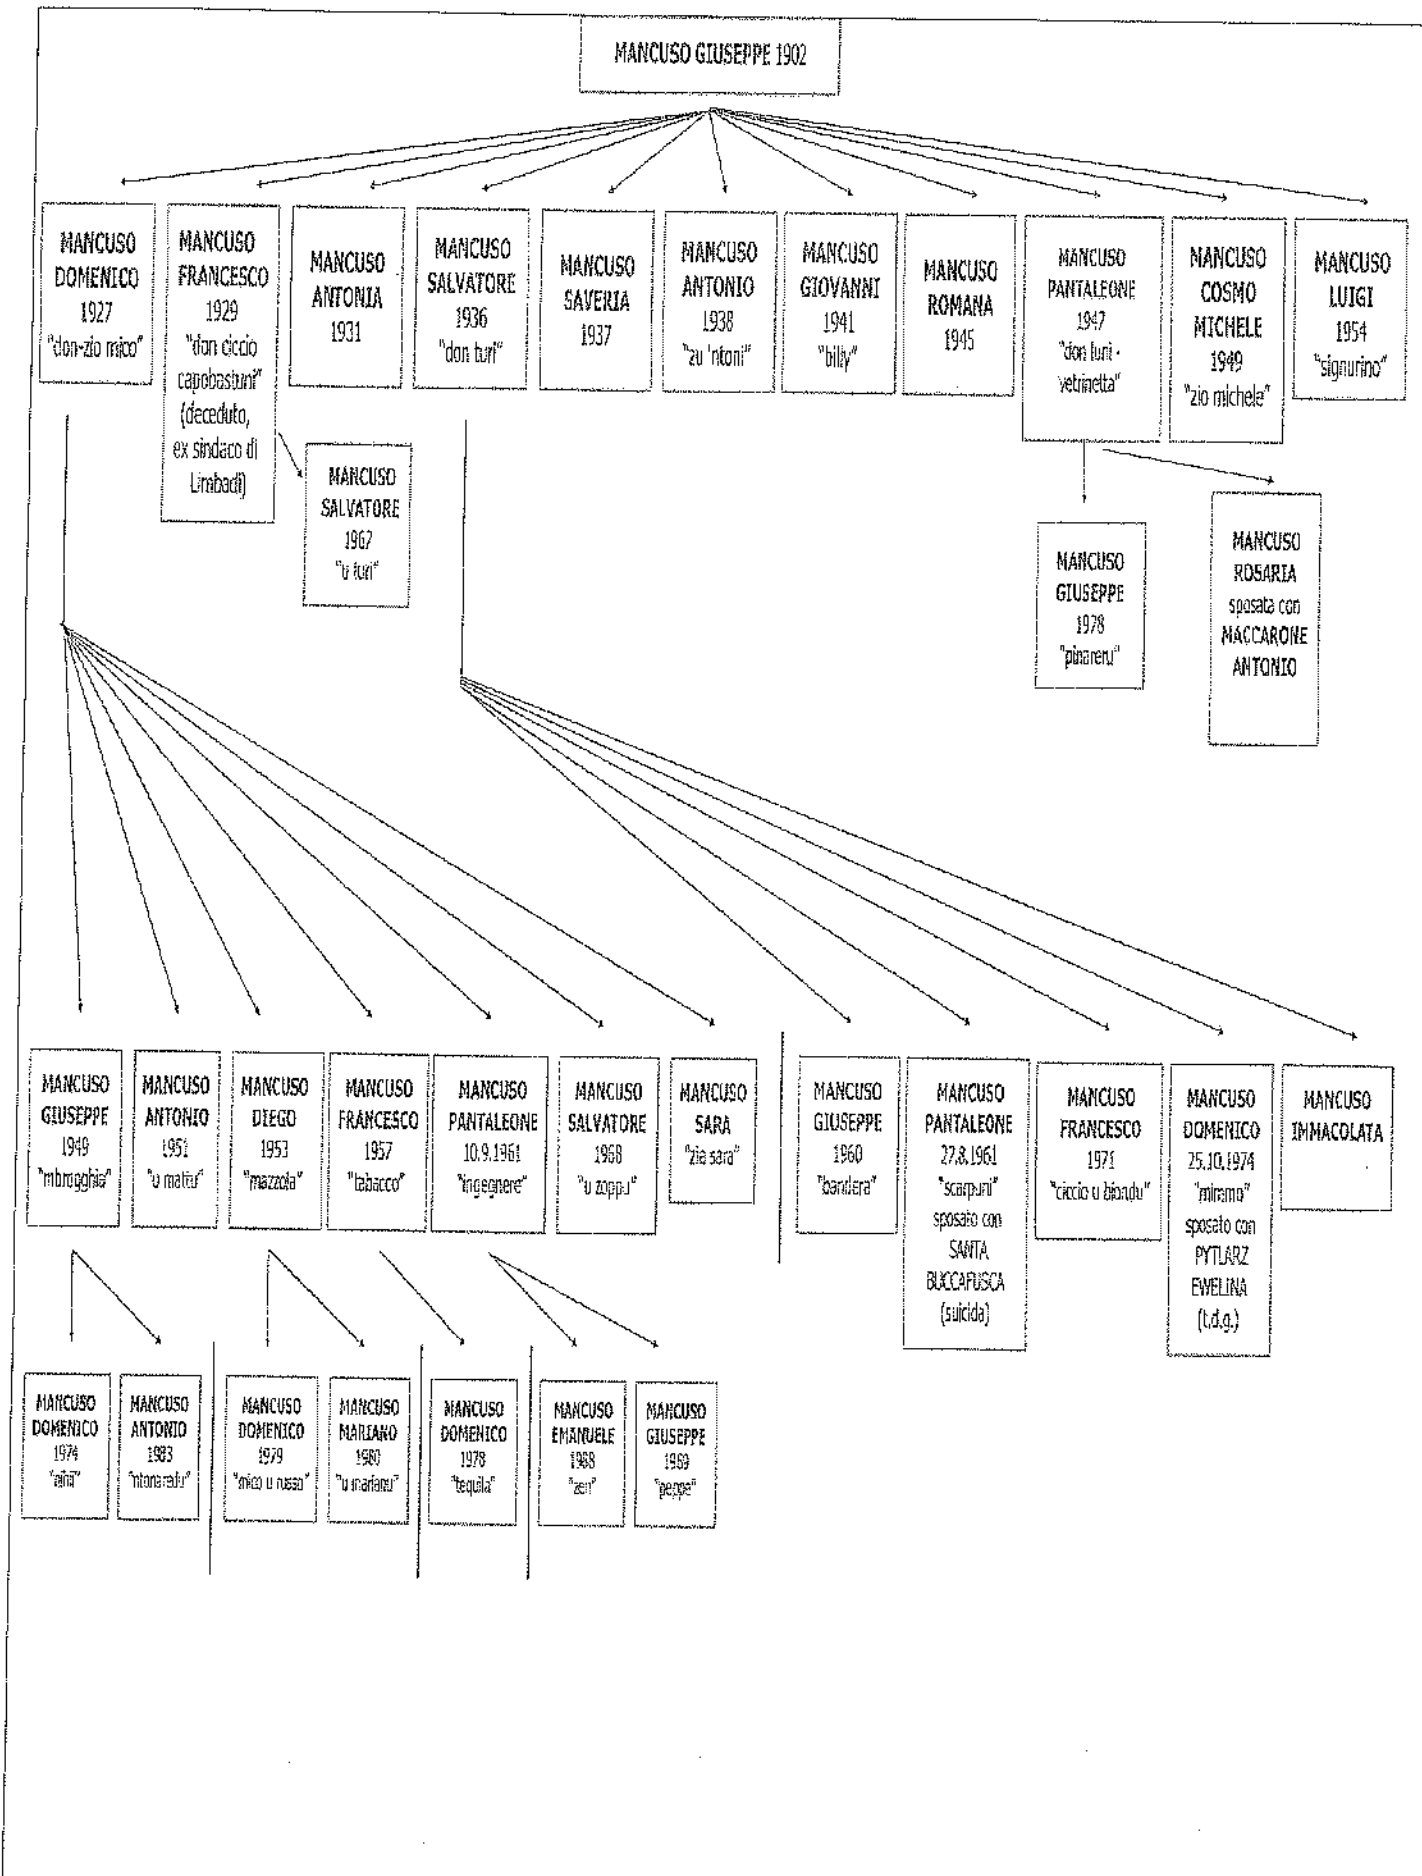 MANCUSO GIUSEPPE 1902
MANCUSO
DOMENICO
1927
"don-zio mico"
MANCUSO
FRANCESCO
1929
"don ciccio
capobastuni"
(deceduto,
ex sindaco di
Limbadi)
MANCUSO
ANTONIA
1931
MANCUSO
SALVATORE
1936
"don turi"
MANCUSO
SAVERIA
1937
MANCUSO
ANTONIO
1938
"zu 'ntoni"
MANCUSO
GIOVANNI
1941
"billy"
MANCUSO
ROMANA
1945
MANCUSO
PANTALEONE
1947
"don luni -
vetrinetta"
MANCUSO
COSMO
MICHELE
1949
"zio michele"
MANCUSO
LUIGI
1954
"signurino"
MANCUSO
SALVATORE
1967
"u turi"
MANCUSO
GIUSEPPE
1978
"pinareru"
MANCUSO
ROSARIA
sposata con
MACCARONE
ANTONIO
MANCUSO
GIUSEPPE
1949
"mbrogghia"
MANCUSO
ANTONIO
1951
MANCUSO
DIEGO
1953
"mazzola"
MANCUSO
FRANCESCO
1957
"tabacco"
MANCUSO
PANTALEONE
10.9.1961
"ingegnere"
MANCUSO
SALVATORE
1968
"u zoppu"
MANCUSO
SARA
"zia sara"
MANCUSO
GIUSEPPE
1960
"bandera"
MANCUSO
PANTALEONE
27.8.1961
"scarpuni"
sposato con
SANTA
BUCCAFUSCA
(suicida)
MANCUSO
FRANCESCO
1971
"ciccio u biondu"
MANCUSO
DOMENICO
25.10.1974
sposato con
PYTLARZ
EWELINA
(t.d.g.)
MANCUSO
IMMACOLATA
MANCUSO
DOMENICO
1974
MANCUSO
ANTONIO
1983
MANCUSO
DOMENICO
1979
"mico u russo"
MANCUSO
MARIANO
1980
"u marianu"
MANCUSO
DOMENICO
1978
"tequila"
MANCUSO
EMANUELE
1988
MANCUSO
GIUSEPPE
1989
"peppe"